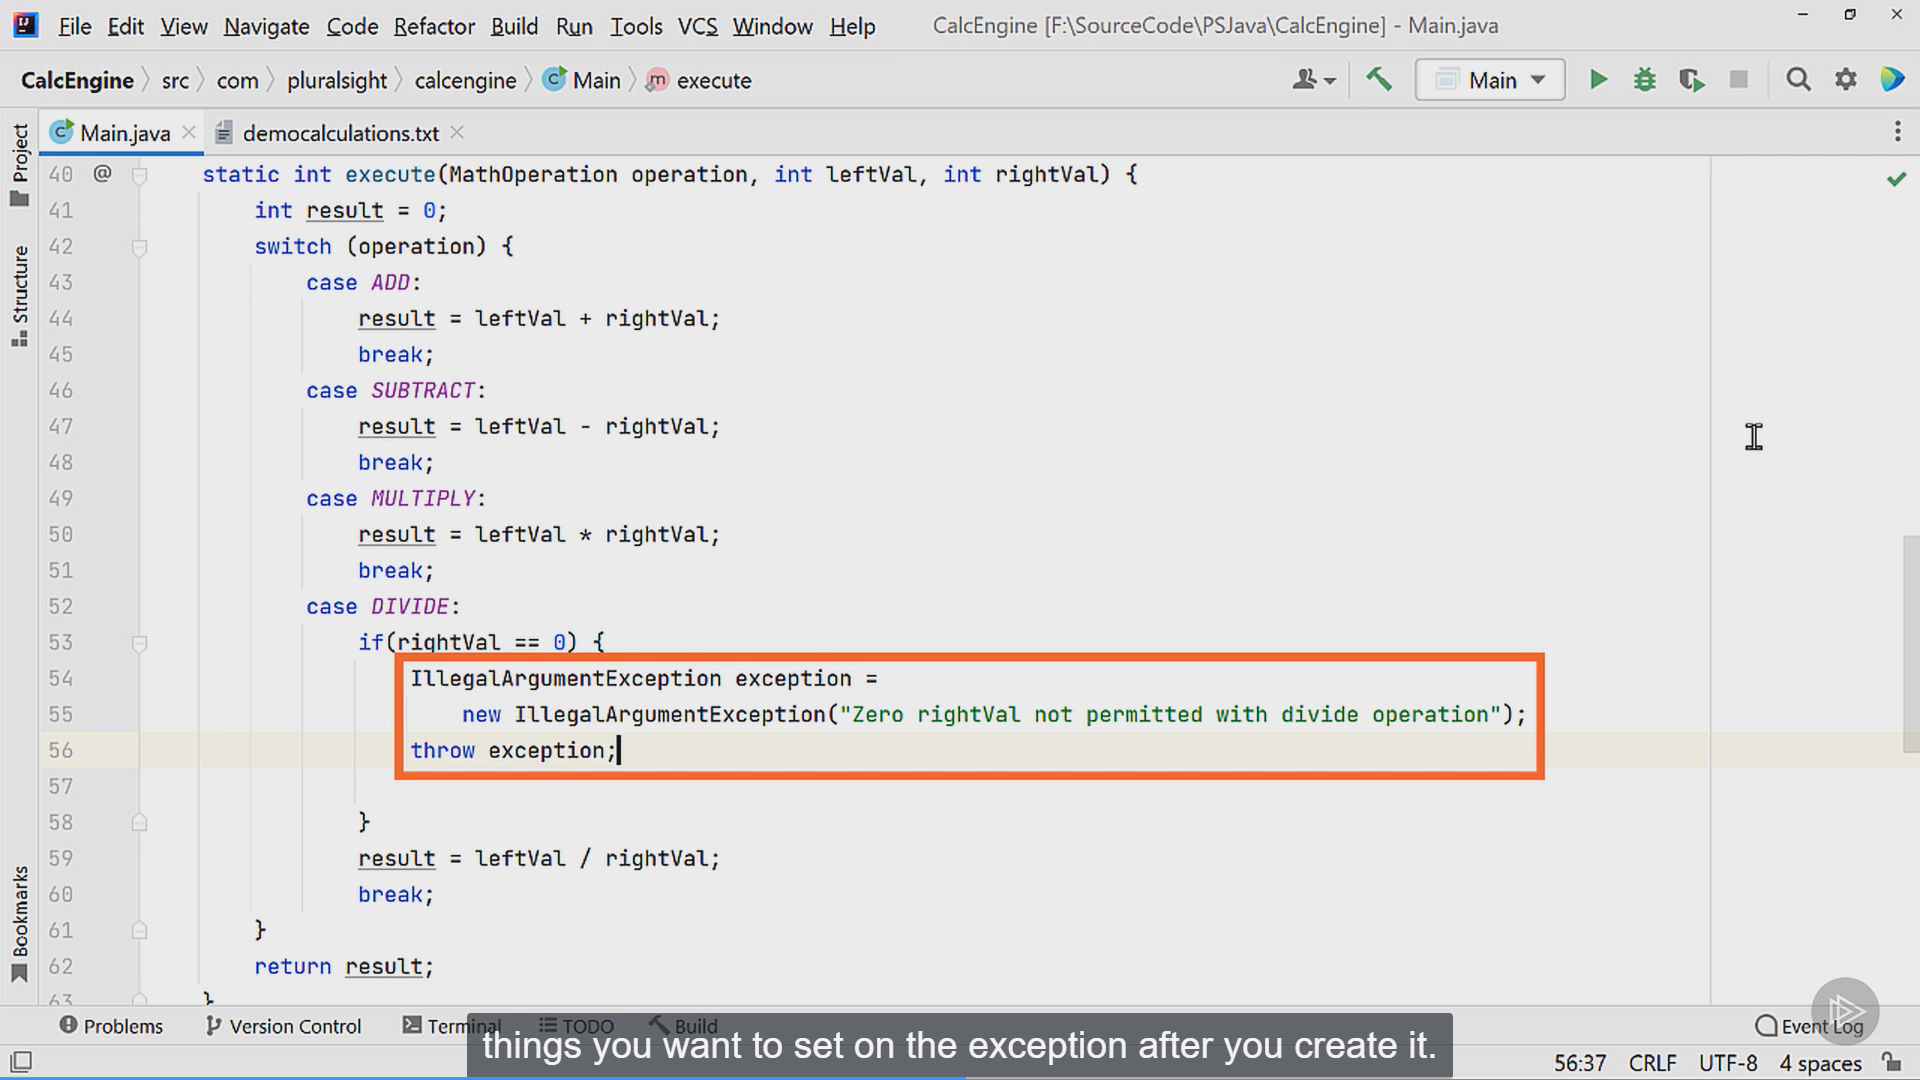 File Edit View Navigate Code Refactor Build Run Tools VCS Window Help CalcEngine [F:\SourceCode\PSJava\CalcEngine] - Main.java
CalcEngine src com pluralsight calcengine Main execute Main
Main.java democalculations.txt
Project
Structure
Bookmarks
40 @ static int execute(MathOperation operation, int leftVal, int rightVal) {
41 int result = 0;
42 switch (operation) {
43 case ADD:
44 result = leftVal + rightVal;
45 break;
46 case SUBTRACT:
47 result = leftVal - rightVal;
48 break;
49 case MULTIPLY:
50 result = leftVal * rightVal;
51 break;
52 case DIVIDE:
53 if(rightVal == 0) {
54 IllegalArgumentException exception =
55 new IllegalArgumentException("Zero rightVal not permitted with divide operation");
56 throw exception;
57
58 }
59 result = leftVal / rightVal;
60 break;
61 }
62 return result;
63 }
Problems Version Control Terminal TODO Build Event Log
things you want to set on the exception after you create it.
56:37 CRLF UTF-8 4 spaces